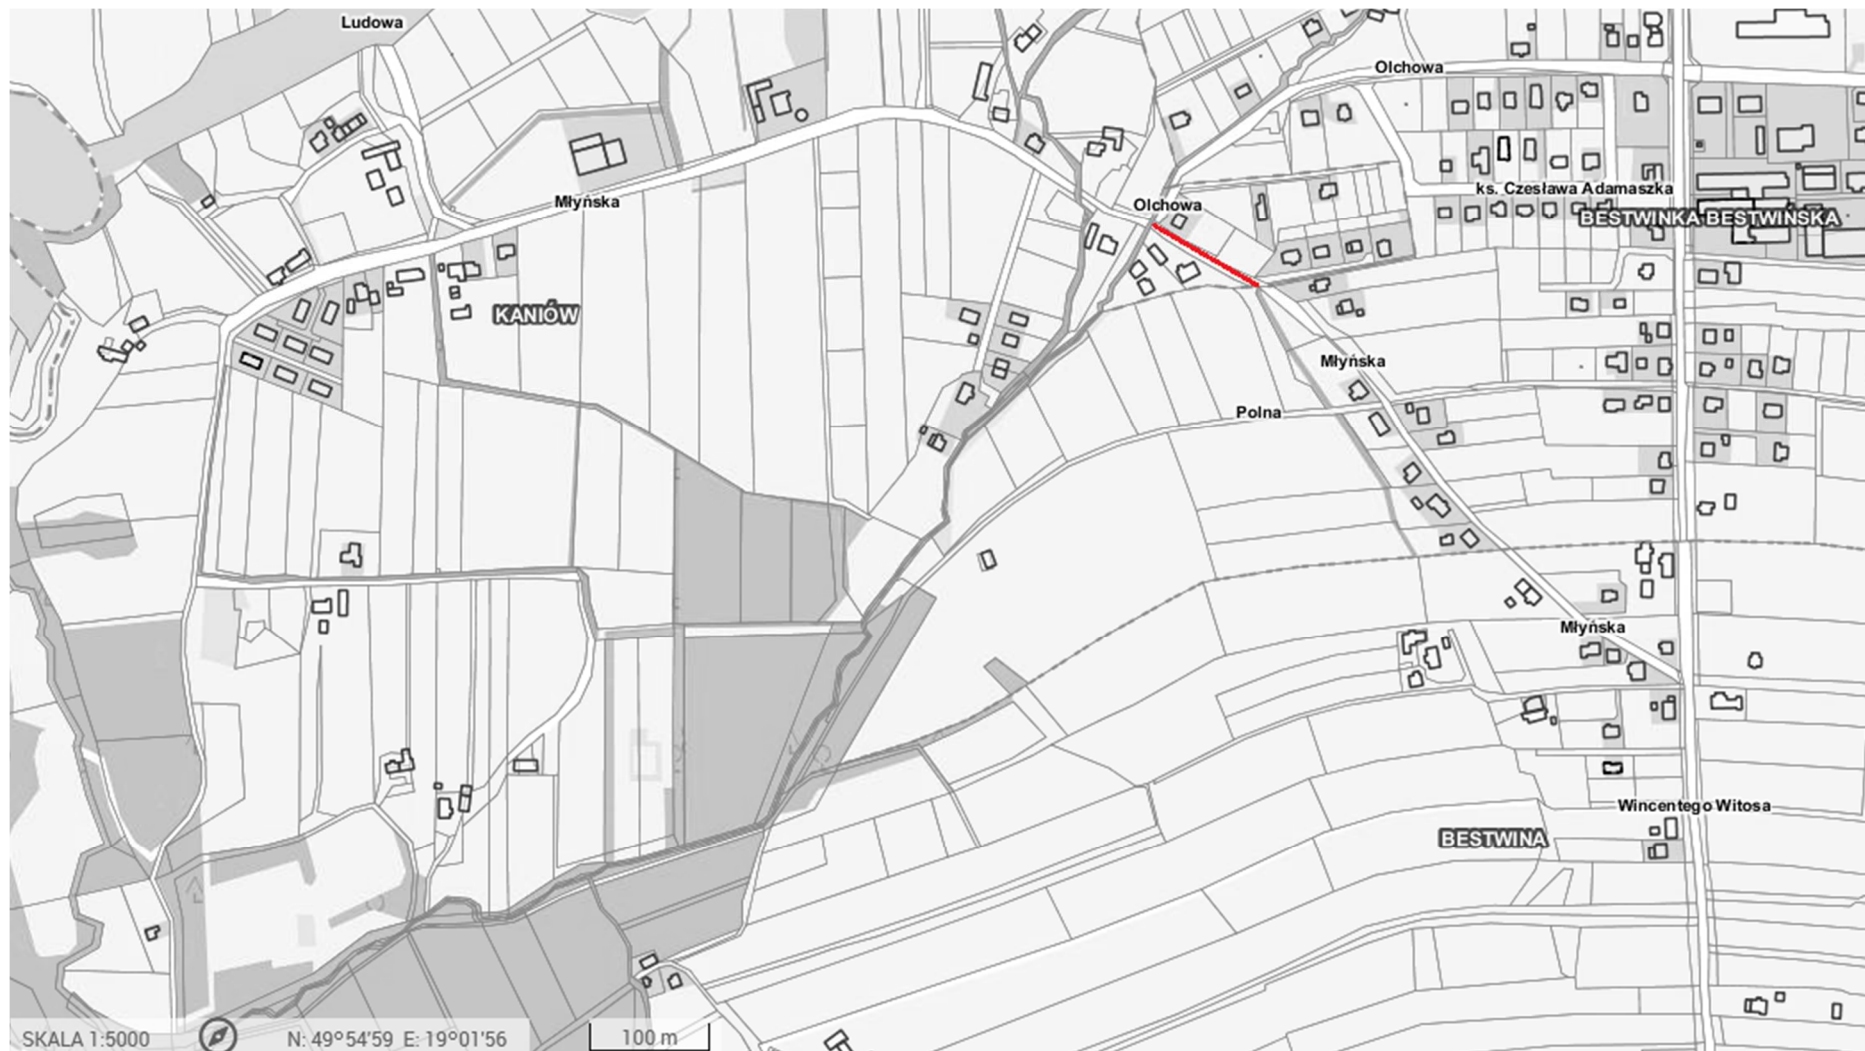 Ludowa
Olchowa
ks. Czesława Adamaszka
Młyńska
Olchowa
BESTWINKA-BESTWIŃSKA
KANIÓW
Młyńska
Polna
Młyńska
Wincentego Witosa
BESTWINA
SKALA 1:5000
N: 49°54'59 E: 19°01'56
100 m